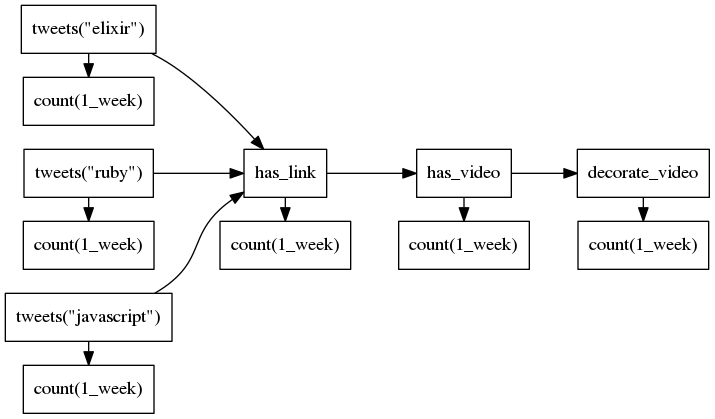 tweets("elixir")
count(1_week)
tweets("ruby")
has_link
has_video
decorate_video
count(1_week)
count(1_week)
count(1_week)
count(1_week)
tweets("javascript")
count(1_week)